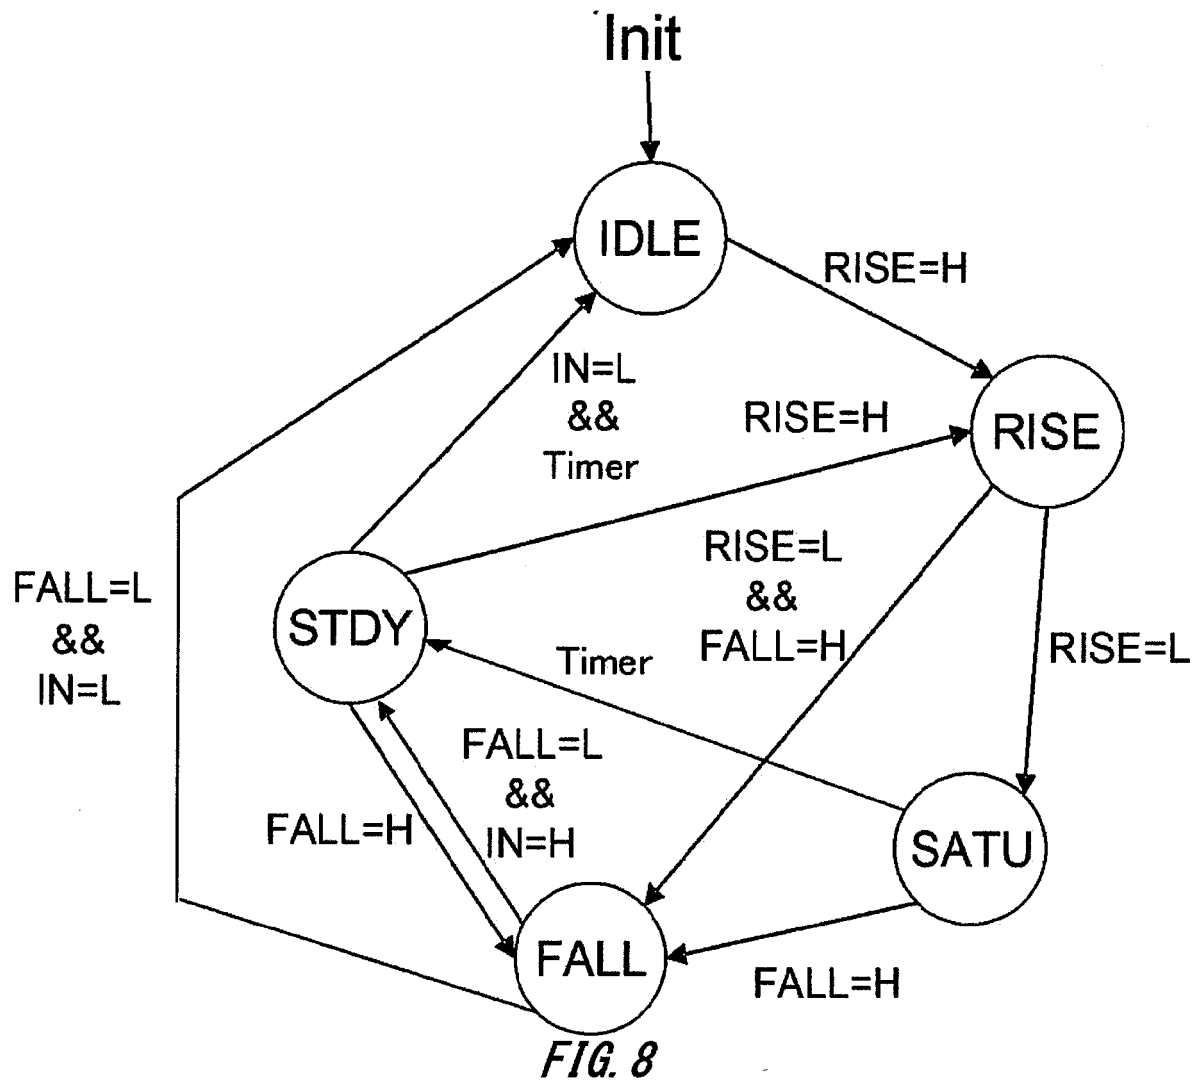 Init
IDLE
RISE=H
IN=L
&&
Timer
RISE=H
RISE
RISE=L
&&
FALL=H
FALL=L
&&
IN=L
STDY
Timer
RISE=L
FALL=L
&&
IN=H
FALL=H
SATU
FALL
FALL=H
FIG. 8